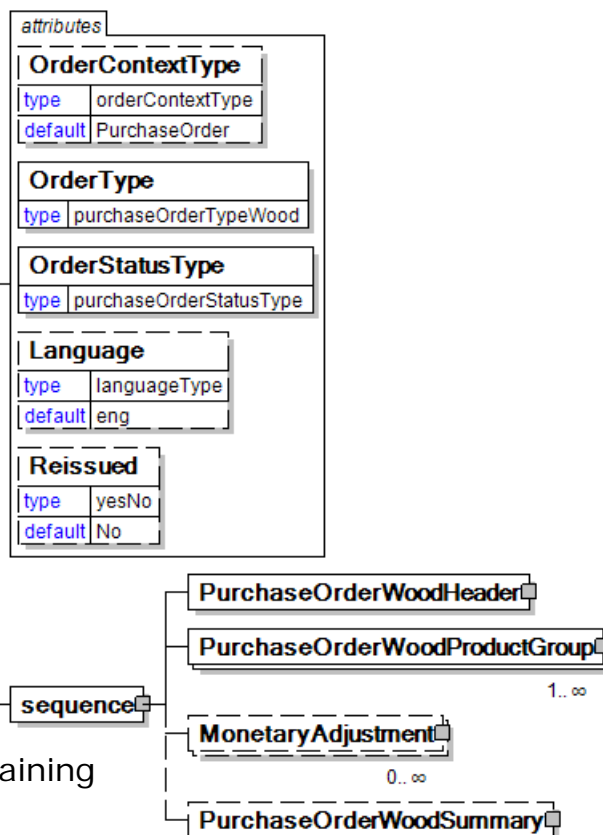 attributes
OrderContextType
type orderContextType
default PurchaseOrder
OrderType
type purchaseOrderTypeWood
OrderStatusType
type purchaseOrderStatusType
Language
type languageType
default eng
Reissued
type yesNo
default No
PurchaseOrderWoodHeader
PurchaseOrderWoodProductGroup
1.. ∞
sequence
MonetaryAdjustment
0.. ∞
aining
PurchaseOrderWoodSummary